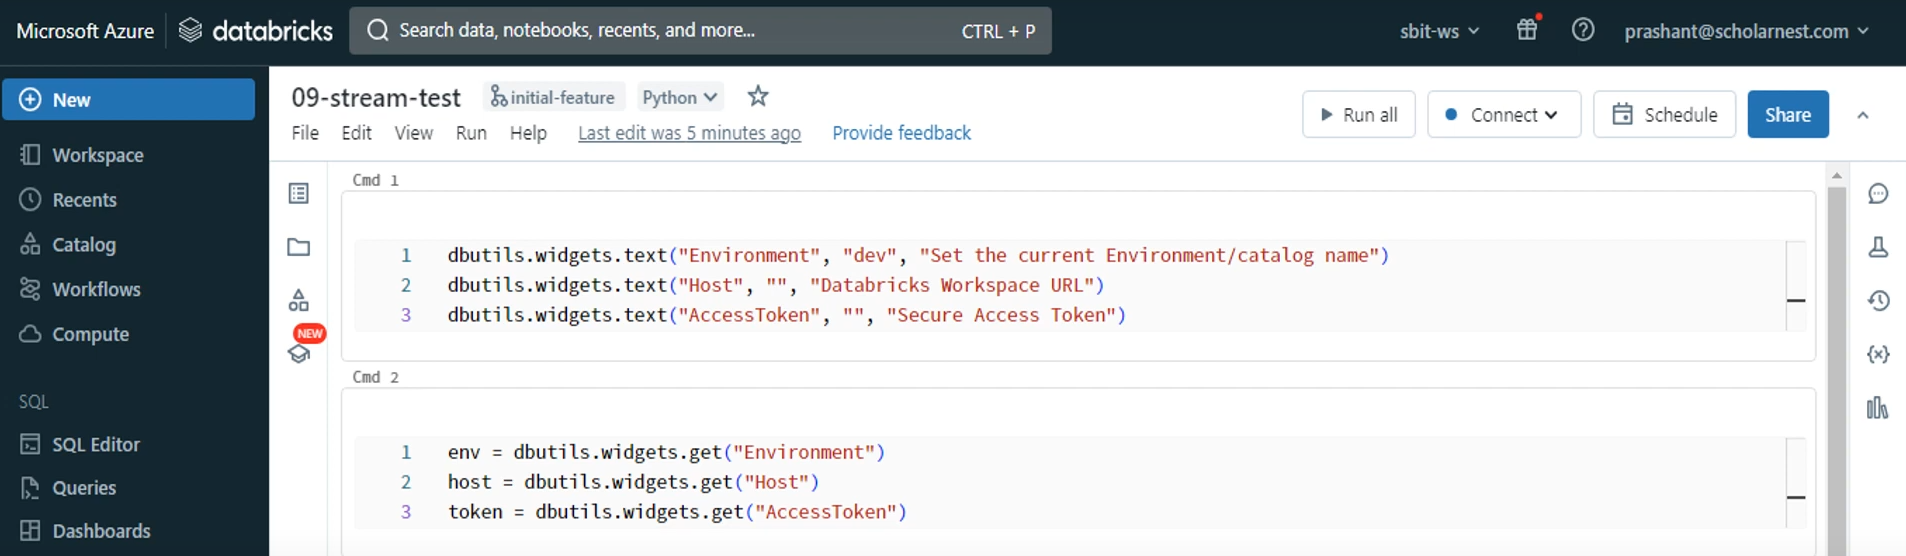 Microsoft Azure databricks Search data, notebooks, recents, and more... CTRL + P sbit-ws prashant@scholarnest.com
New
Workspace
Recents
Catalog
Workflows
Compute
SQL
SQL Editor
Queries
Dashboards
09-stream-test initial-feature Python
File Edit View Run Help Last edit was 5 minutes ago Provide feedback
Run all Connect Schedule Share
NEW
Cmd 1
1 dbutils.widgets.text("Environment", "dev", "Set the current Environment/catalog name")
2 dbutils.widgets.text("Host", "", "Databricks Workspace URL")
3 dbutils.widgets.text("AccessToken", "", "Secure Access Token")
Cmd 2
1 env = dbutils.widgets.get("Environment")
2 host = dbutils.widgets.get("Host")
3 token = dbutils.widgets.get("AccessToken")